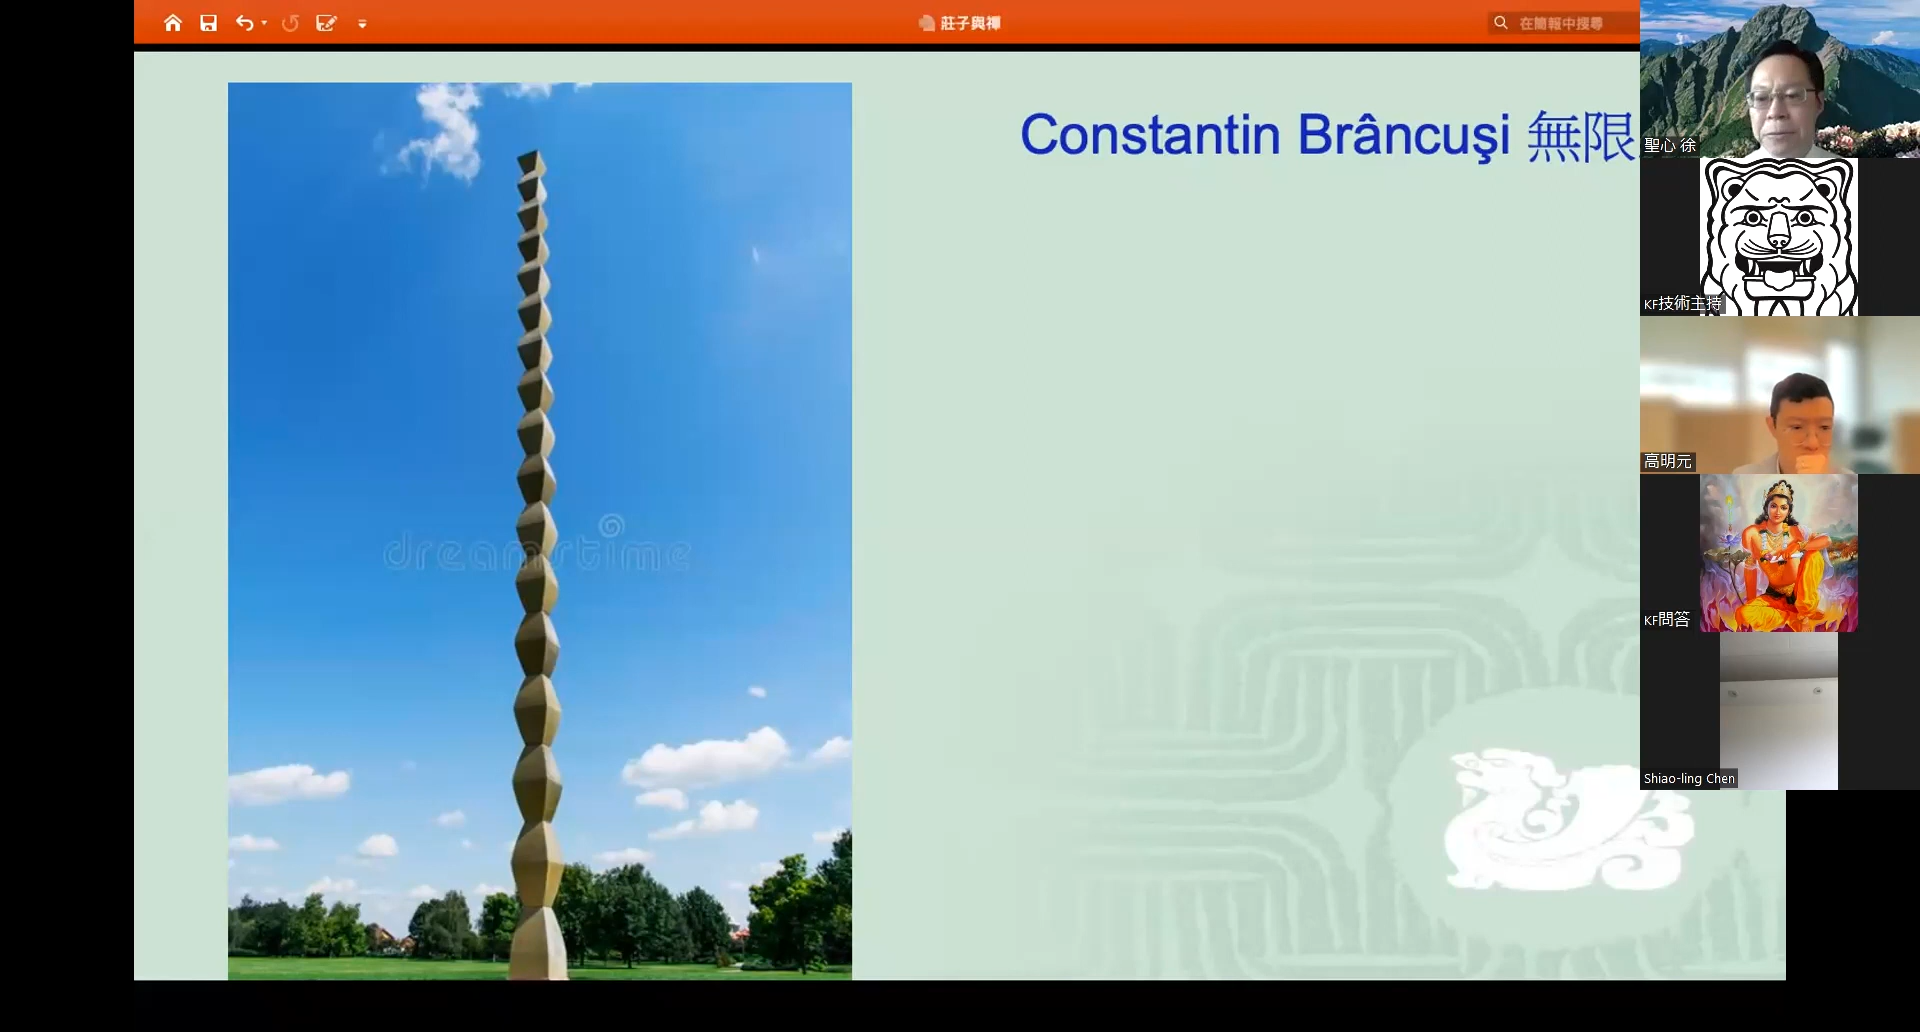 莊子與禪
在簡報中搜尋
Constantin Brâncuşi 無限
dreamstime
聖心 徐
KF技術主持
高明元
KF問答
Shiao-ling Chen